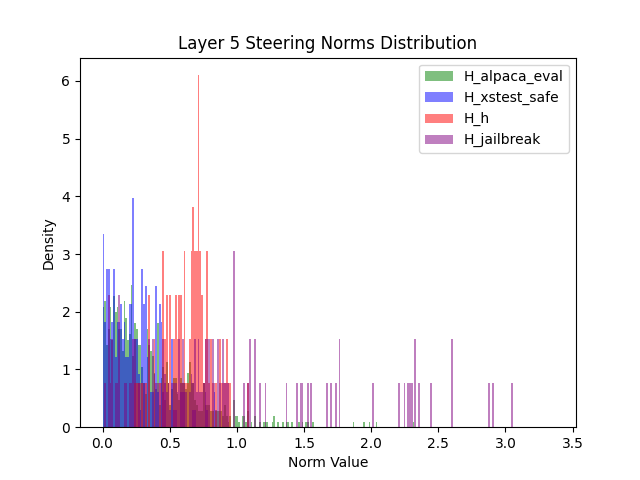 Layer 5 Steering Norms Distribution
H_alpaca_eval
H_xstest_safe
H_h
H_jailbreak
Density
6
5
4
3
2
1
0
0.0 0.5 1.0 1.5 2.0 2.5 3.0 3.5
Norm Value